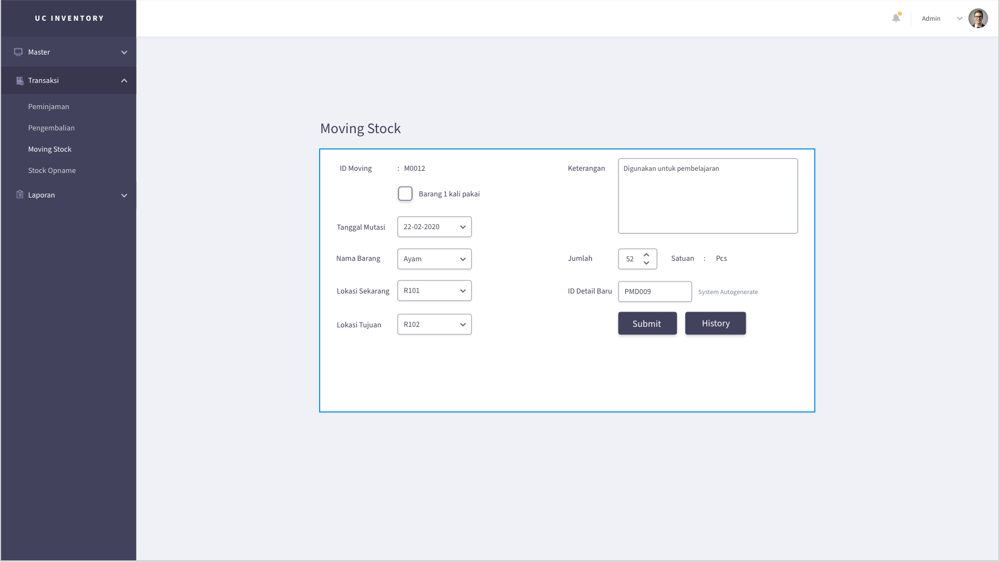 UC INVENTORY
Admin
Master
Transaksi
Peminjaman
Pengembalian
Moving Stock
Stock Opname
Laporan
Moving Stock
ID Moving : M0012
Barang 1 kali pakai
Tanggal Mutasi 22-02-2020
Nama Barang Ayam
Lokasi Sekarang R101
Lokasi Tujuan R102
Keterangan Digunakan untuk pembelajaran
Jumlah 52 Satuan : Pcs
ID Detail Baru PMD009 System Autogenerate
Submit History